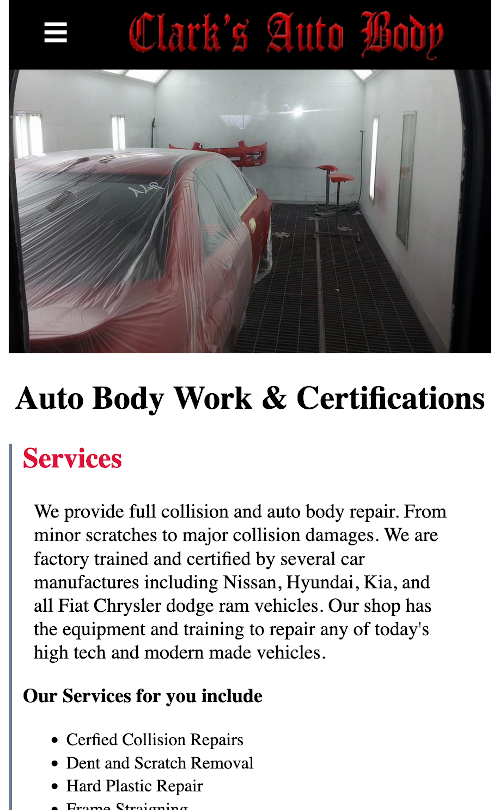 Clark's Auto Body
Auto Body Work & Certifications
Services
We provide full collision and auto body repair. From
minor scratches to major collision damages. We are
factory trained and certified by several car
manufactures including Nissan, Hyundai, Kia, and
all Fiat Chrysler dodge ram vehicles. Our shop has
the equipment and training to repair any of today's
high tech and modern made vehicles.
Our Services for you include
Cerfied Collision Repairs
Dent and Scratch Removal
Hard Plastic Repair
Frame Straigning